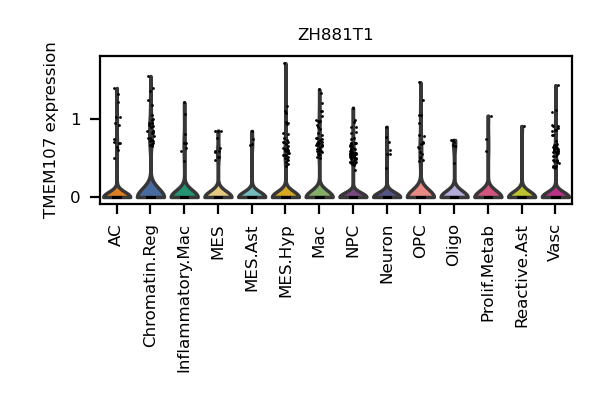 ZH881T1
TMEM107 expression
1
0
AC
Chromatin.Reg
Inflammatory.Mac
MES
MES.Ast
MES.Hyp
Mac
NPC
Neuron
OPC
Oligo
Prolif.Metab
Reactive.Ast
Vasc